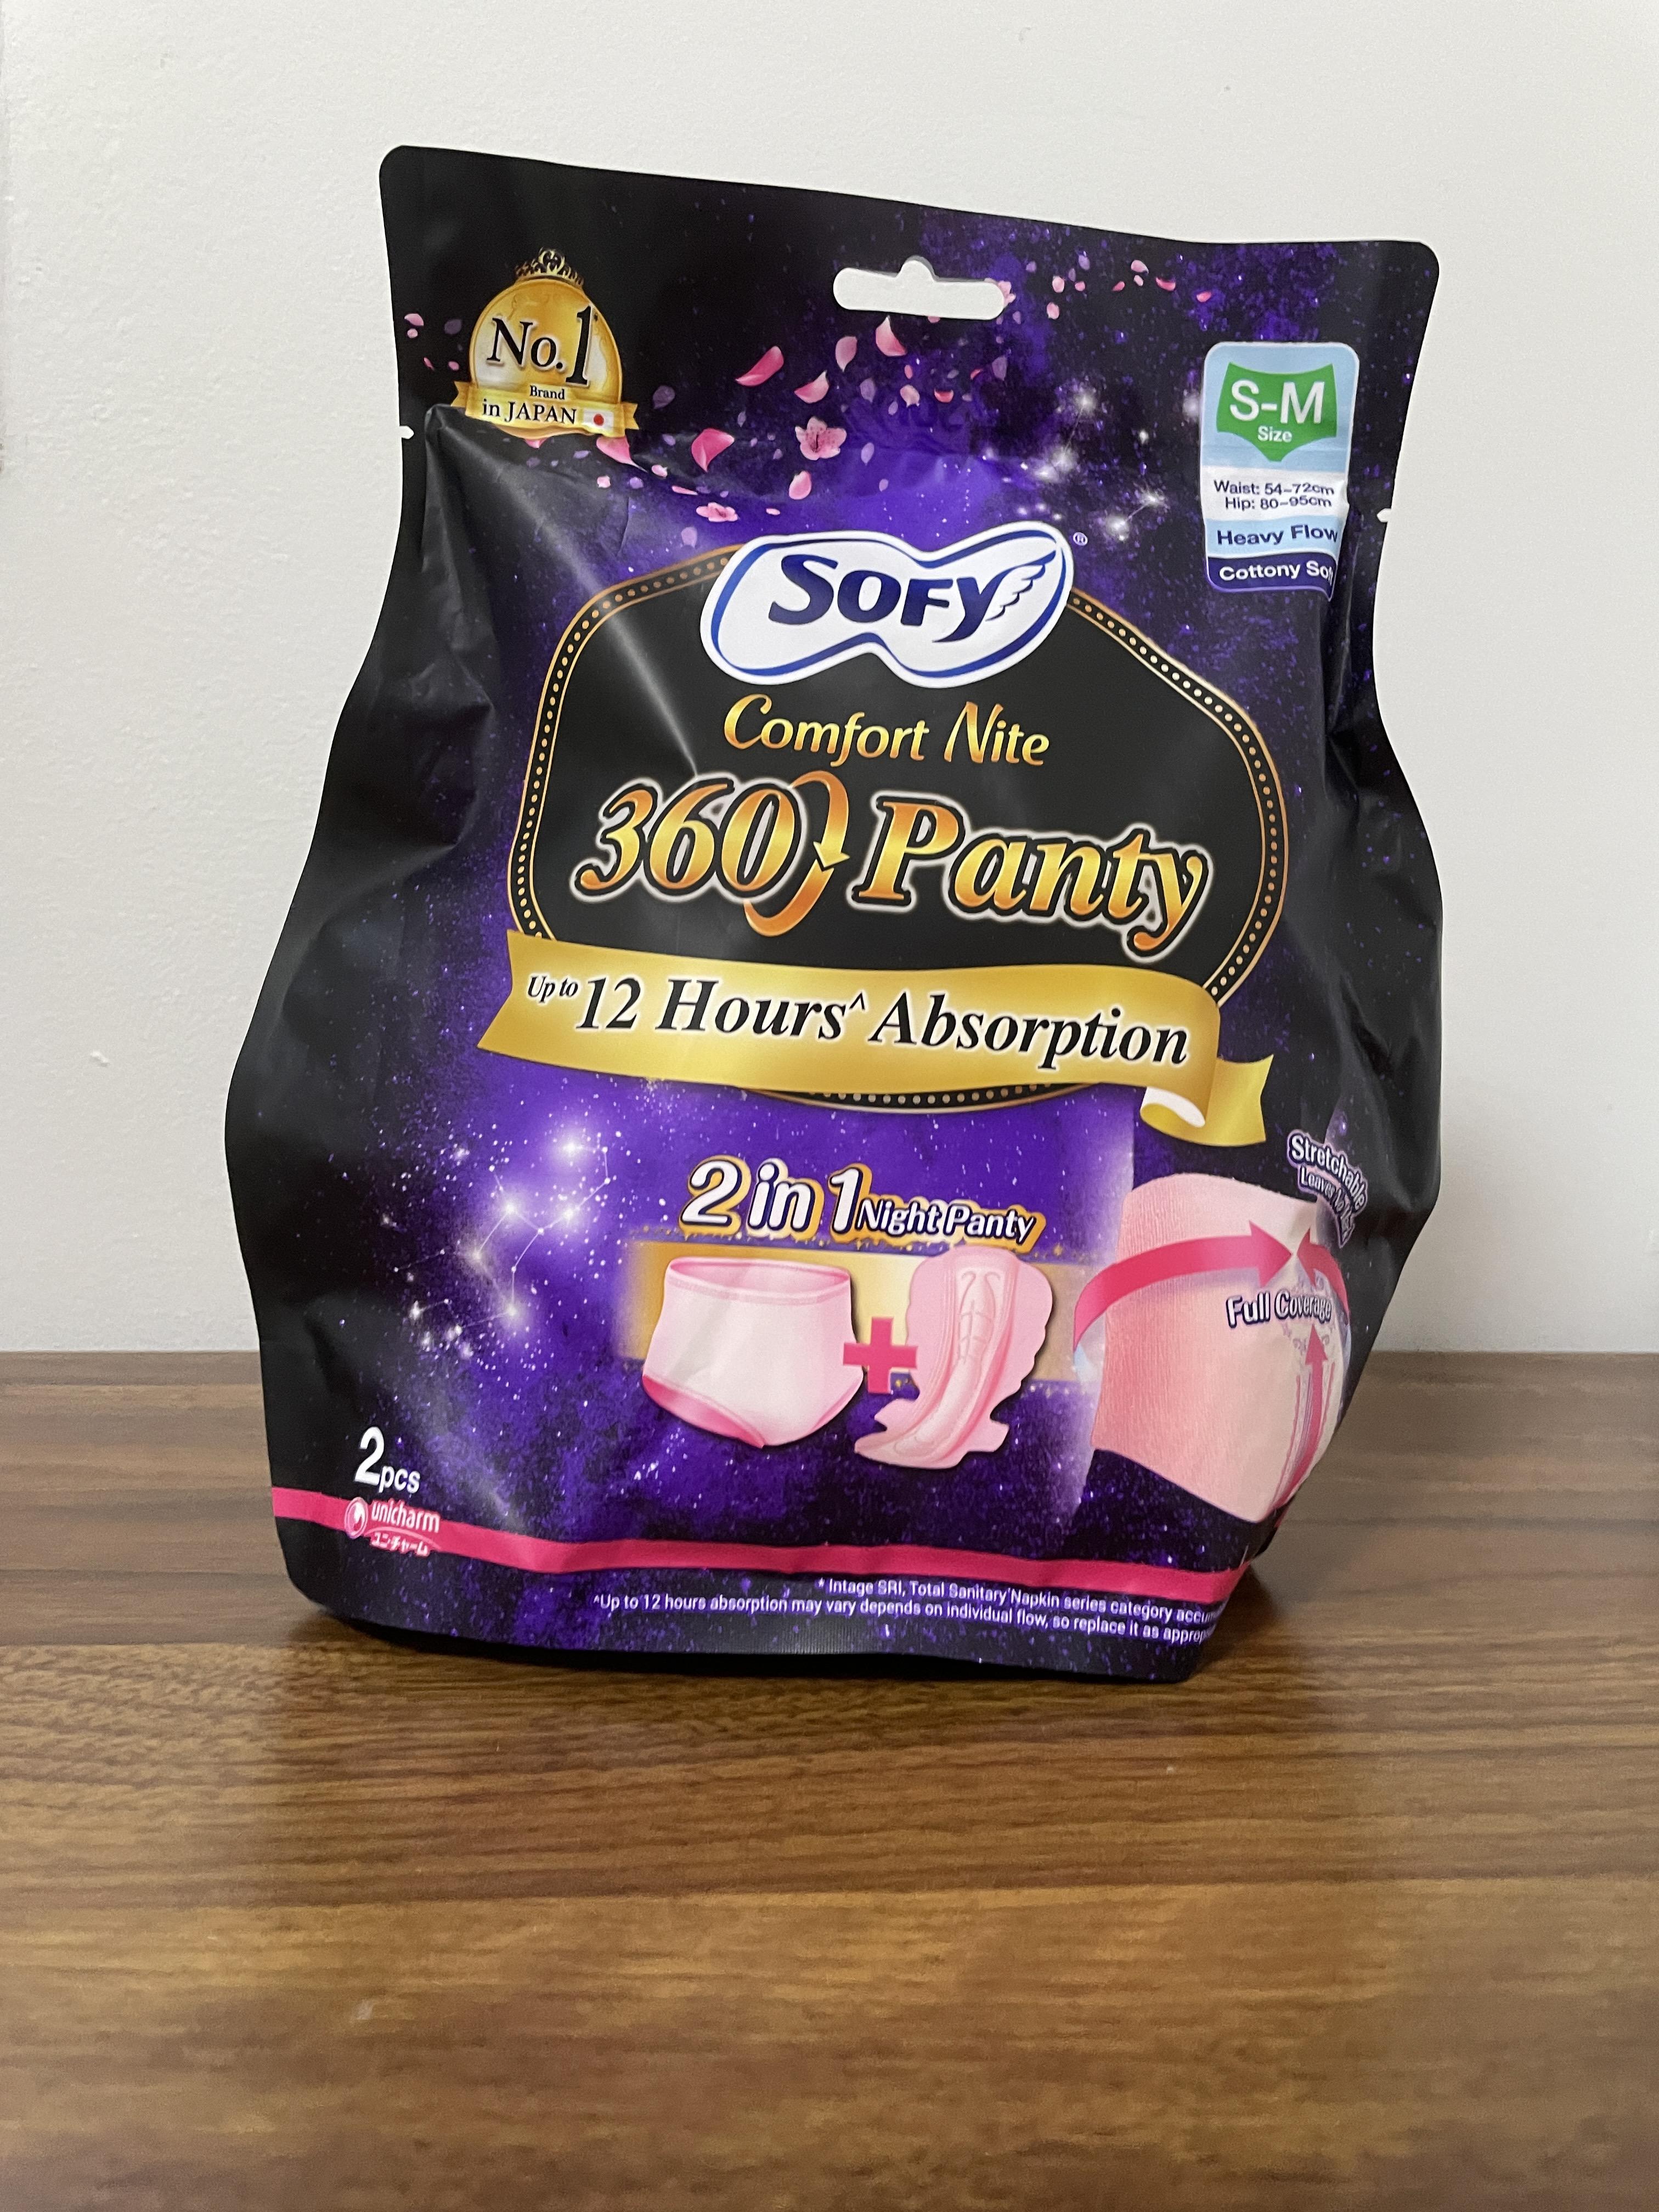 No.1
Brand
in JAPAN
S-M
Size
Waist: 54-72cm
Hip: 80-95cm
Heavy Flow
Cottony
SOFY®
Comfort Nite
360 Panty
Up to 12 Hours^ Absorption
2 in 1 Night Panty
Stretchable
Full Coverage
2pcs
unicharm
ユニ・チャーム
* Intage SRI, Total Sanitary Napkin series category
^Up to 12 hours absorption may vary depends on individual flow, so replace it as